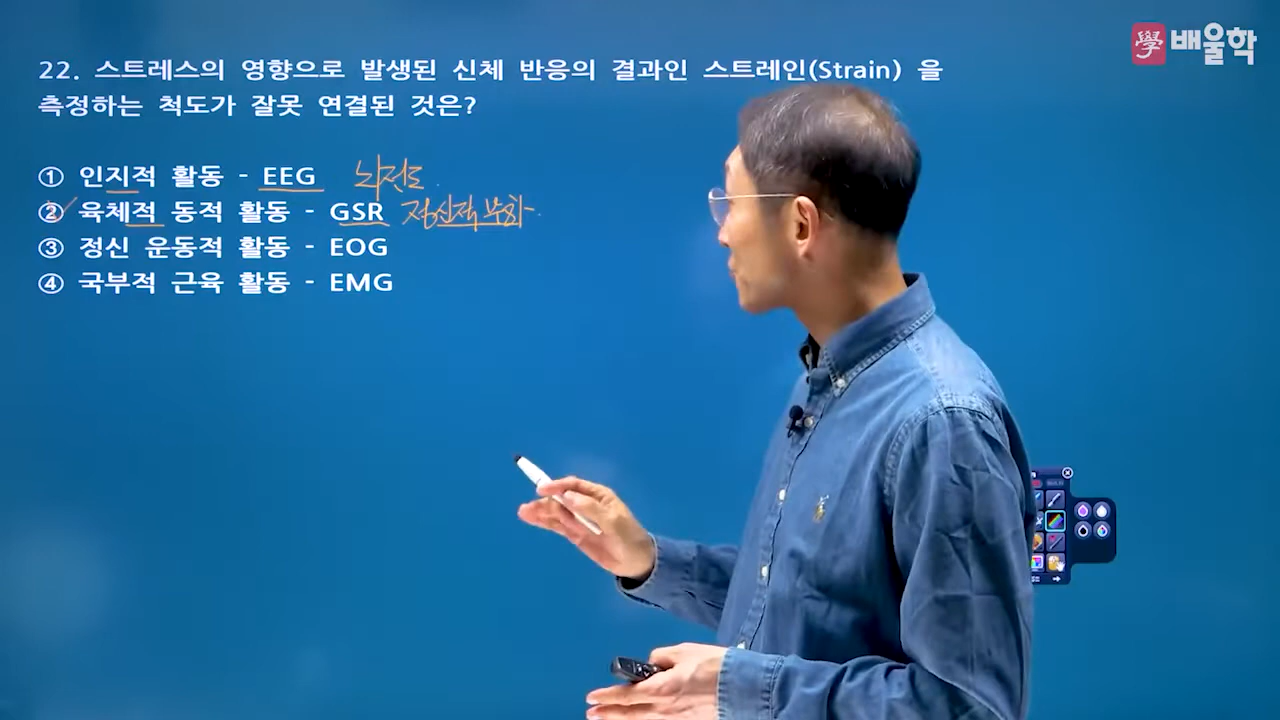 學 배울학
22. 스트레스의 영향으로 발생된 신체 반응의 결과인 스트레인(Strain) 을
측정하는 척도가 잘못 연결된 것은?
① 인지적 활동 - EEG 뇌전도
② 육체적 동적 활동 - GSR 정신적 부하
③ 정신 운동적 활동 - EOG
④ 국부적 근육 활동 - EMG